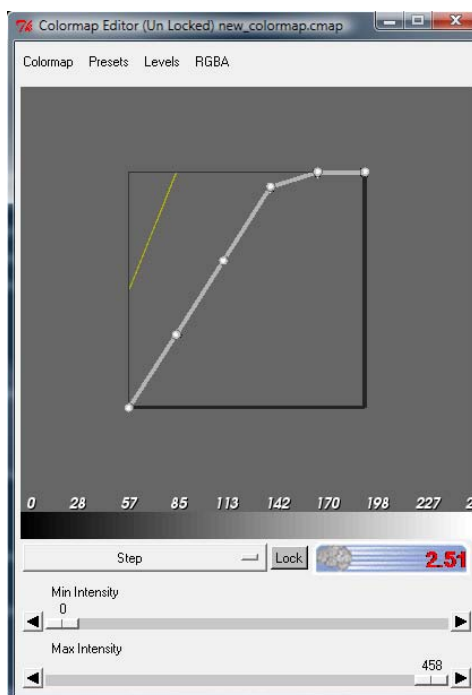 Colormap Editor (Un Locked) new_colormap.cmap
Colormap Presets Levels RGBA
0 28 57 85 113 142 170 198 227 2
Step Lock 2.51
Min Intensity
0
Max Intensity
458